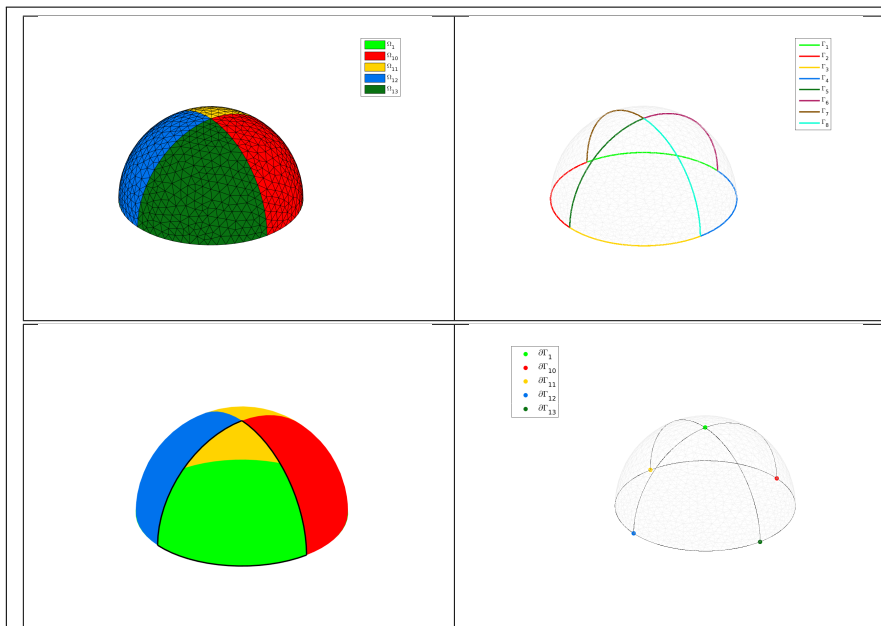 Ω₁
Ω₁₀
Ω₁₁
Ω₁₂
Ω₁₃
Γ₁
Γ₂
Γ₃
Γ₄
Γ₅
Γ₆
Γ₇
Γ₈
∂Γ₁
∂Γ₁₀
∂Γ₁₁
∂Γ₁₂
∂Γ₁₃